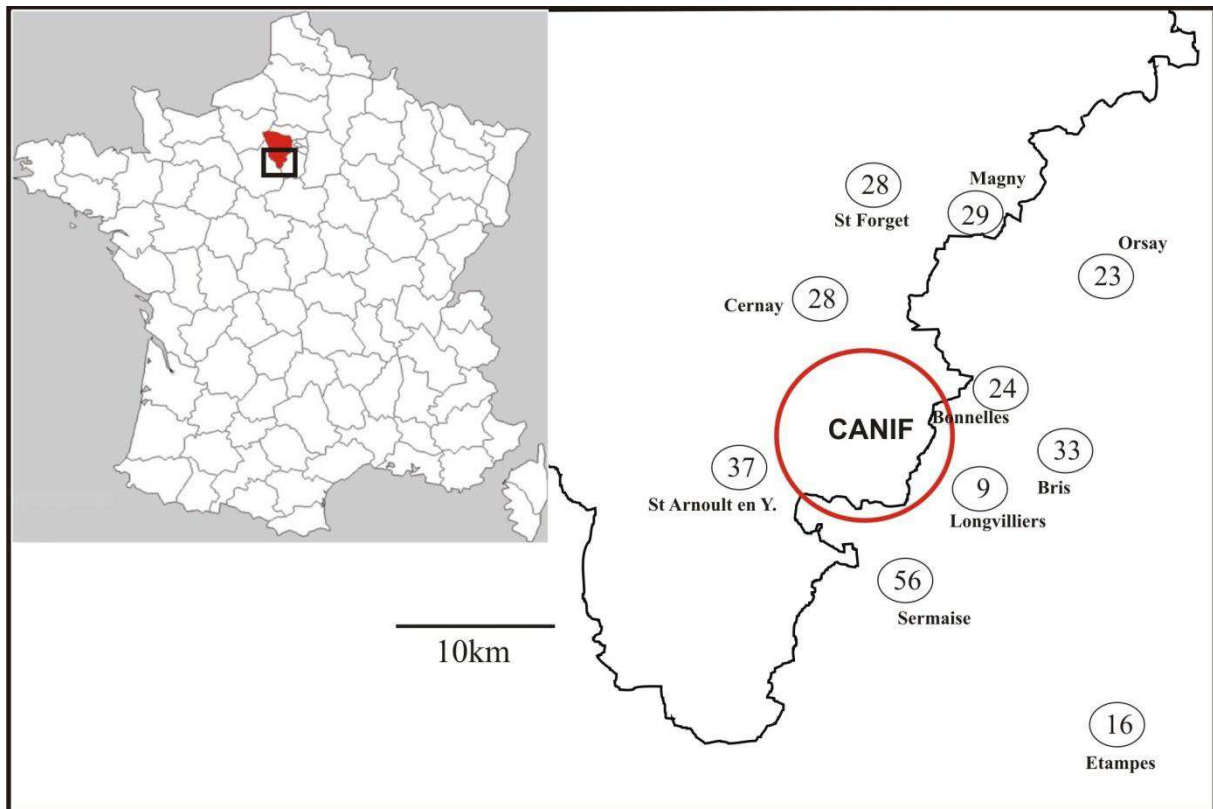 Magny
28
29
St Forget
Orsay
23
28
Cernay
24
Bonnelles
CANIF
33
37
Bris
9
St Arnoult en Y.
Longvilliers
56
Sermaise
10km
16
Etampes